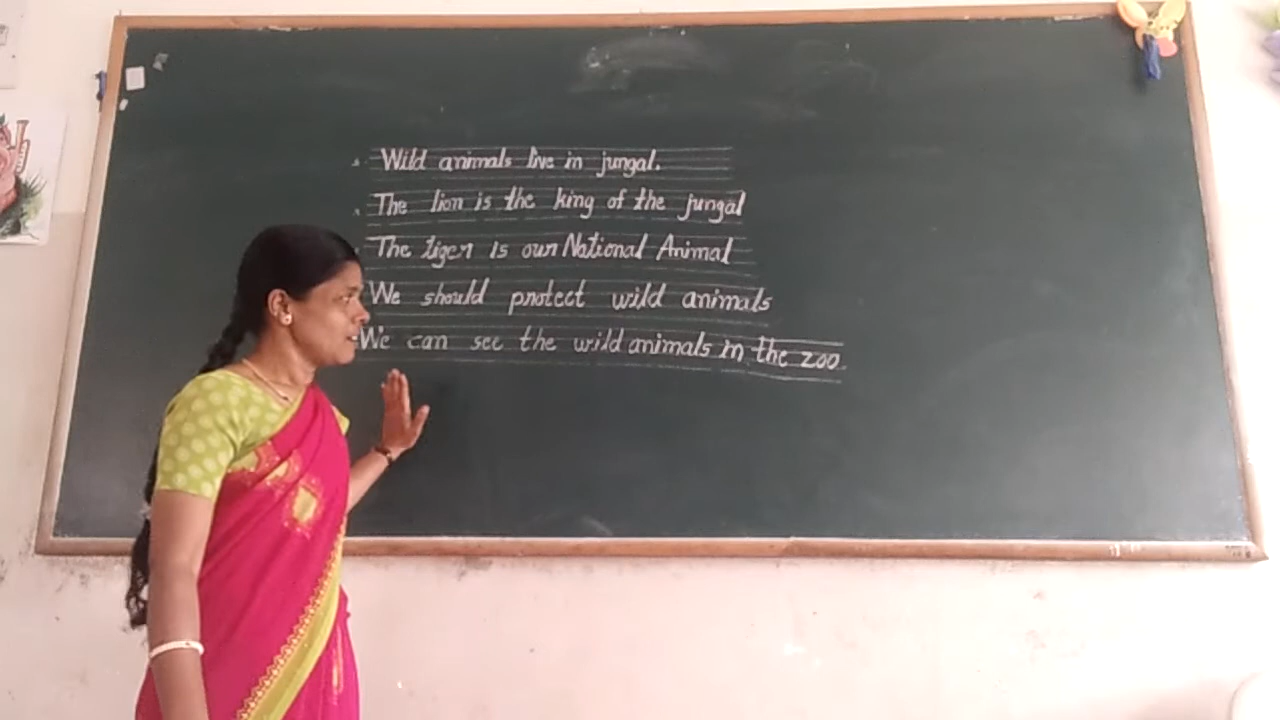 Wild animals live in jungal.
The lion is the king of the jungal
The tiger is our National Animal
We should protect wild animals
We can see the wild animals in the zoo.